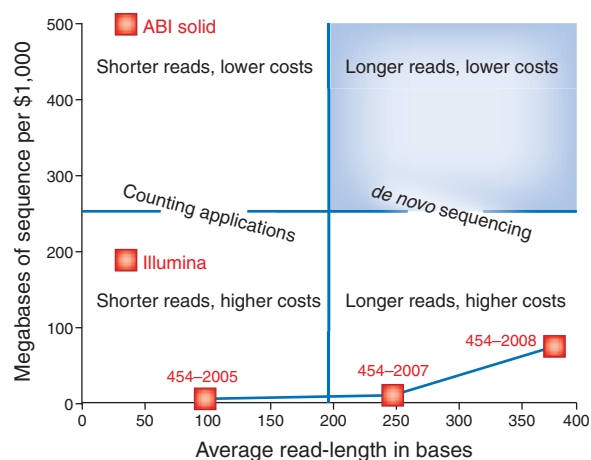 Megabases of sequence per $1,000
500
400
300
200
100
0
ABI solid
Shorter reads, lower costs
Longer reads, lower costs
Counting applications
de novo sequencing
Illumina
Shorter reads, higher costs
Longer reads, higher costs
454–2005
454–2007
454–2008
0 50 100 150 200 250 300 350 400
Average read-length in bases